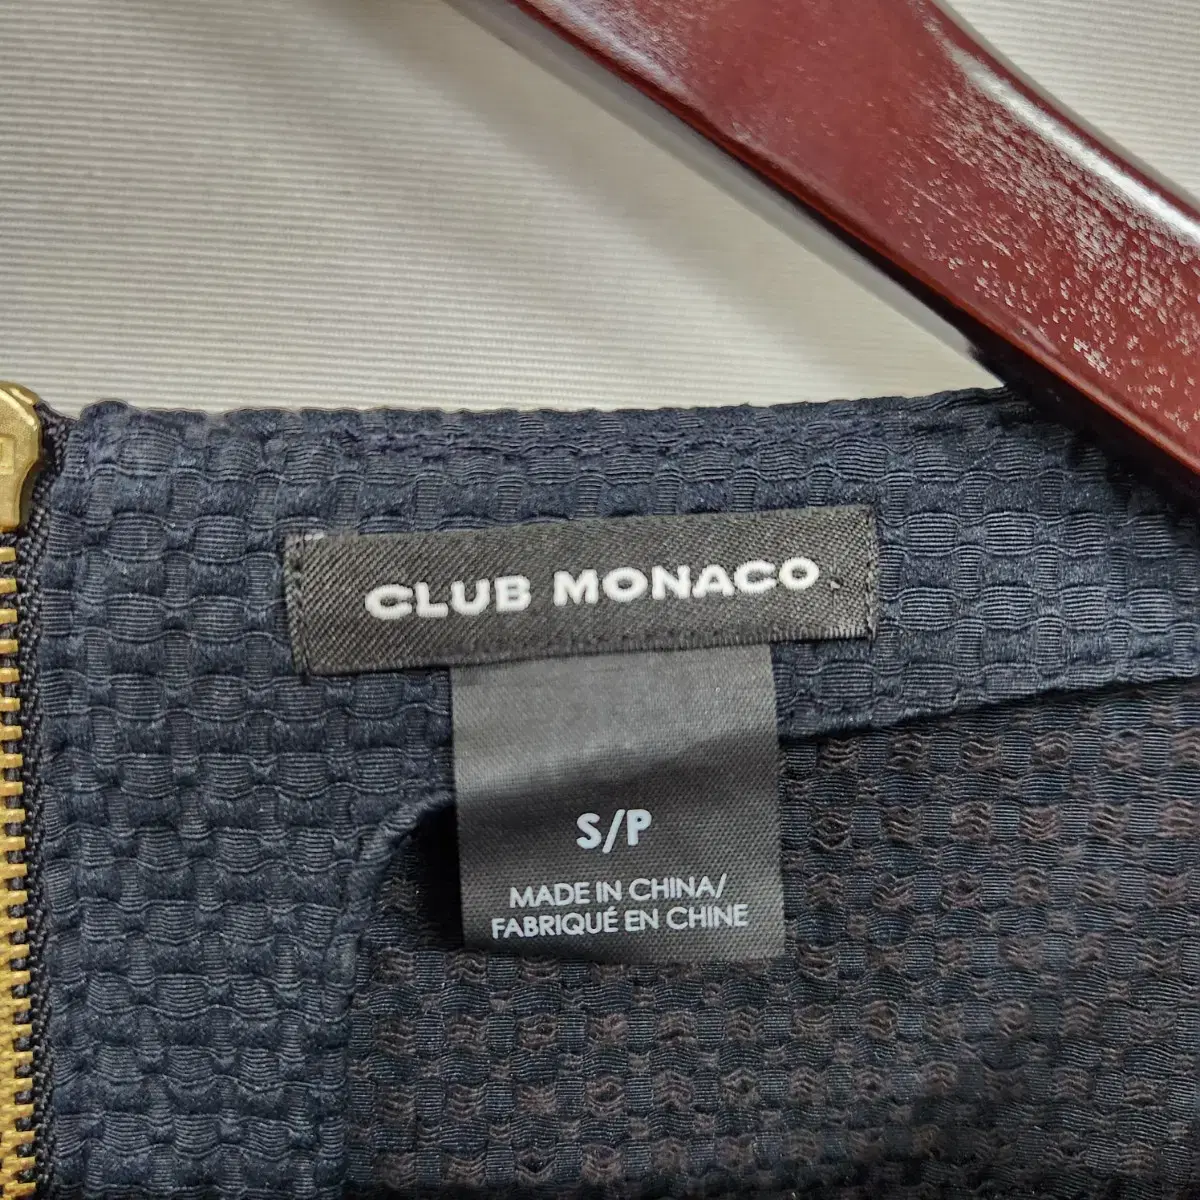 CLUB MONACO
S/P
MADE IN CHINA/
FABRIQUÉ EN CHINE